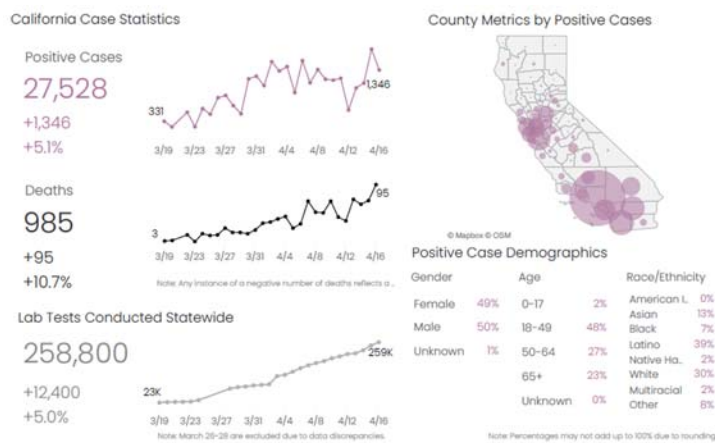 California Case Statistics
Positive Cases
27,528
+1,346
+5.1%
331
1,346
3/19 3/23 3/27 3/31 4/4 4/8 4/12 4/16
Deaths
985
+95
+10.7%
3
95
3/19 3/23 3/27 3/31 4/4 4/8 4/12 4/16
Note: Any instance of a negative number of deaths reflects a ..
Lab Tests Conducted Statewide
258,800
+12,400
+5.0%
23K
259K
3/19 3/23 3/27 3/31 4/4 4/8 4/12 4/16
Note: March 26-28 are excluded due to data discrepancies.
County Metrics by Positive Cases
© Mapbox © OSM
Positive Case Demographics
Gender
Female 49%
Male 50%
Unknown 1%
Age
0-17 2%
18-49 48%
50-64 27%
65+ 23%
Unknown 0%
Race/Ethnicity
American I.. 0%
Asian 13%
Black 7%
Latino 39%
Native Ha.. 2%
White 30%
Multiracial 2%
Other 8%
Note: Percentages may not add up to 100% due to rounding